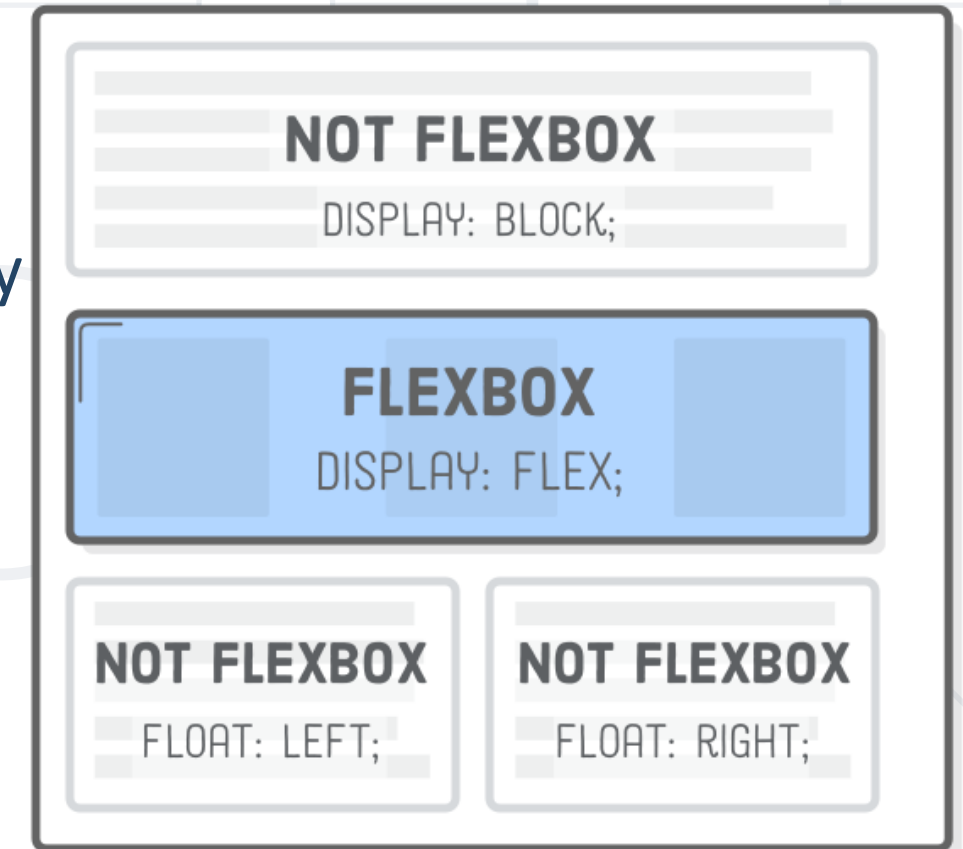 NOT FLEXBOX
DISPLAY: BLOCK;
y
FLEXBOX
DISPLAY: FLEX;
NOT FLEXBOX
FLOAT: LEFT;
NOT FLEXBOX
FLOAT: RIGHT;